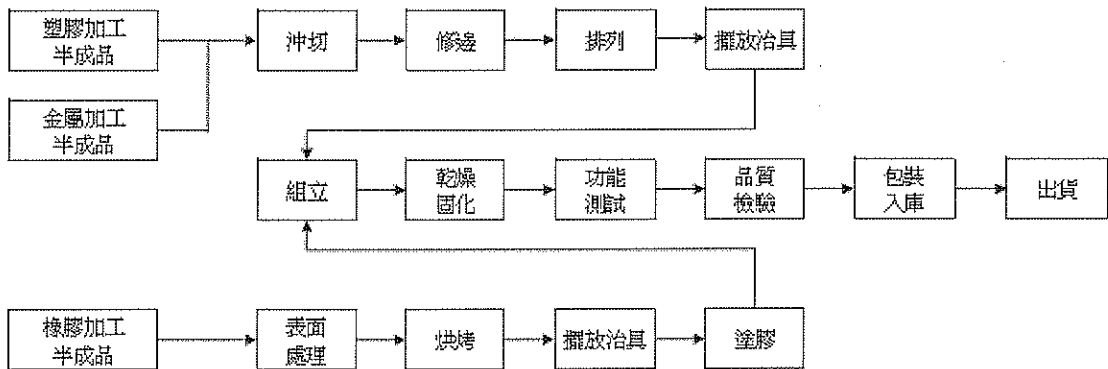 塑膠加工
半成品
沖切
修邊
排列
擺放治具
金屬加工
半成品
組立
乾燥
固化
功能
測試
品質
檢驗
包裝
入庫
出貨
橡膠加工
半成品
表面
處理
烘烤
擺放治具
塗膠